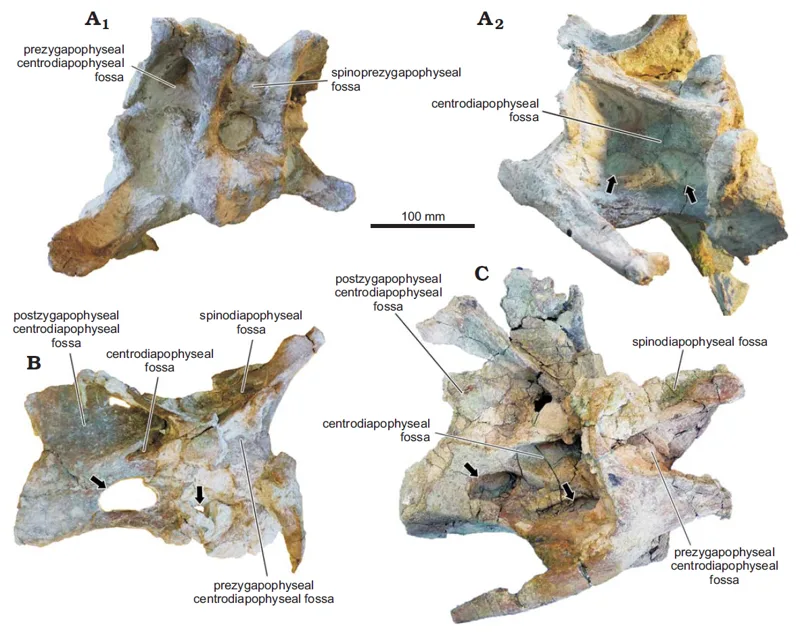 A1
A2
prezygapophyseal
centrodiapophyseal
fossa
spinoprezygapophyseal
fossa
centrodiapophyseal
fossa
100 mm
C
postzygapophyseal
centrodiapophyseal
fossa
spinodiapophyseal
fossa
postzygapophyseal
centrodiapophyseal
fossa
B
centrodiapophyseal
fossa
spinodiapophyseal fossa
centrodiapophyseal
fossa
prezygapophyseal
centrodiapophyseal
fossa
prezygapophyseal
centrodiapophyseal fossa